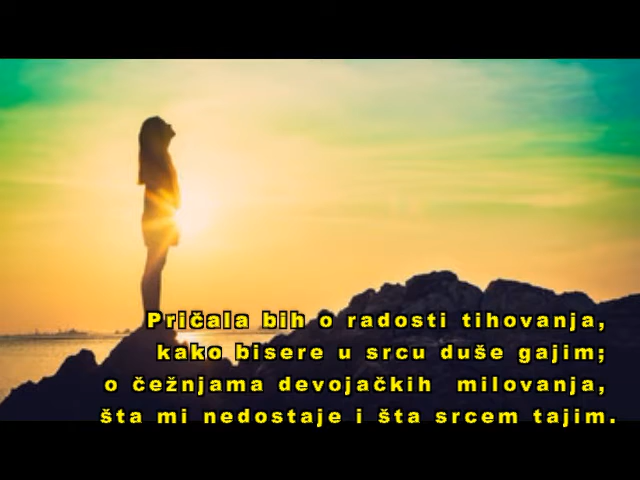 Pričala bih o radosti tihovanja,
kako bisere u srcu duše gajim;
o čežnjama devojačkih milovanja,
šta mi nedostaje i šta srcem tajim.